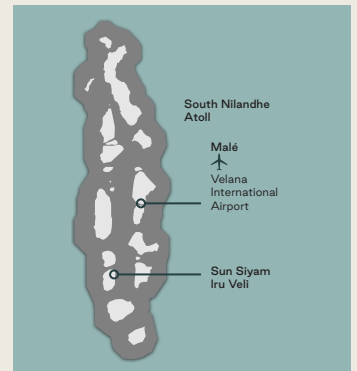 South Nilandhe
Atoll
Malé
Velana
International
Airport
Sun Siyam
Iru Veli